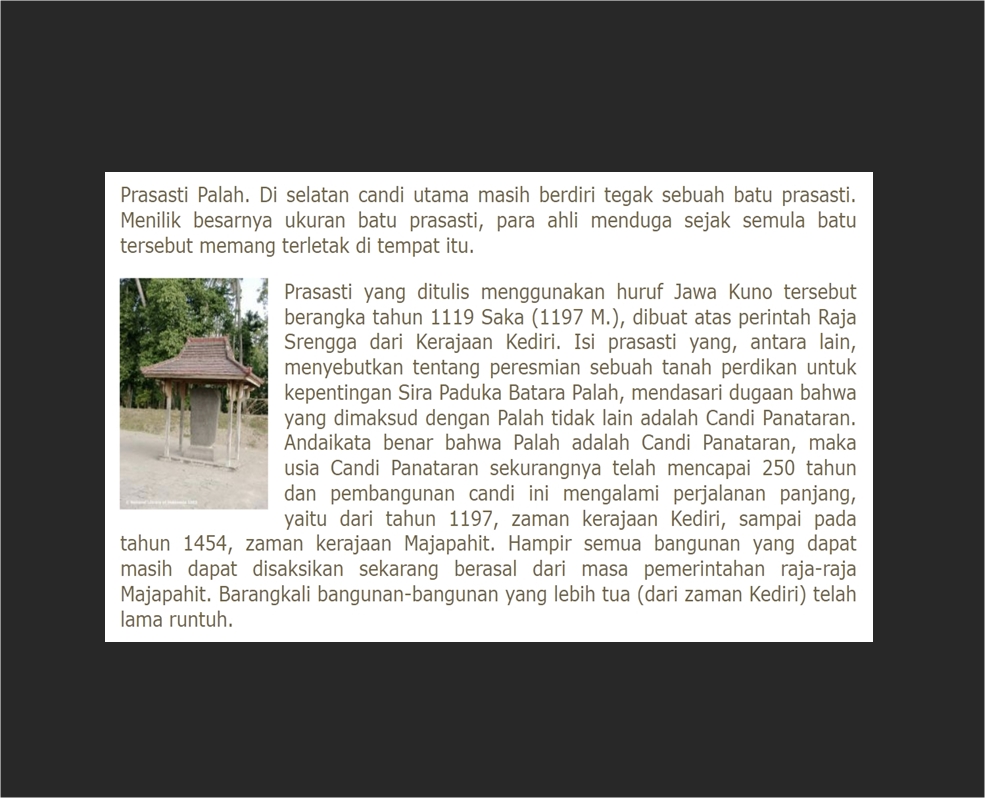 Prasasti Palah. Di selatan candi utama masih berdiri tegak sebuah batu prasasti.
Menilik besarnya ukuran batu prasasti, para ahli menduga sejak semula batu
tersebut memang terletak di tempat itu.
Prasasti yang ditulis menggunakan huruf Jawa Kuno tersebut
berangka tahun 1119 Saka (1197 M.), dibuat atas perintah Raja
Srengga dari Kerajaan Kediri. Isi prasasti yang, antara lain,
menyebutkan tentang peresmian sebuah tanah perdikan untuk
kepentingan Sira Paduka Batara Palah, mendasari dugaan bahwa
yang dimaksud dengan Palah tidak lain adalah Candi Panataran.
Andaikata benar bahwa Palah adalah Candi Panataran, maka
usia Candi Panataran sekurangnya telah mencapai 250 tahun
dan pembangunan candi ini mengalami perjalanan panjang,
yaitu dari tahun 1197, zaman kerajaan Kediri, sampai pada
tahun 1454, zaman kerajaan Majapahit. Hampir semua bangunan yang dapat
masih dapat disaksikan sekarang berasal dari masa pemerintahan raja-raja
Majapahit. Barangkali bangunan-bangunan yang lebih tua (dari zaman Kediri) telah
lama runtuh.